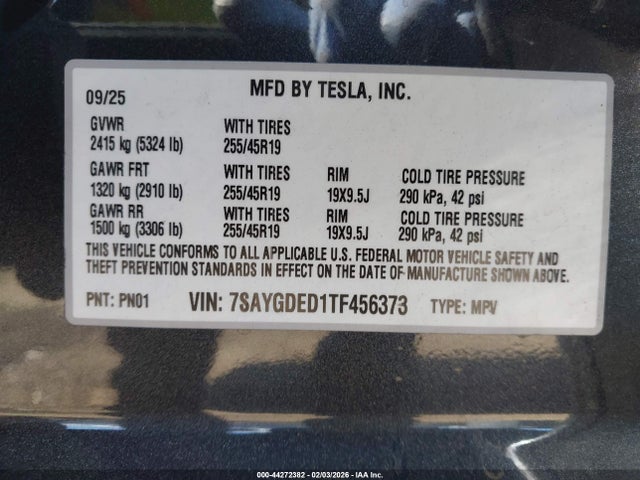 MFD BY TESLA, INC.
09/25
GVWR WITH TIRES
2415 kg (5324 lb) 255/45R19
GAWR FRT WITH TIRES RIM COLD TIRE PRESSURE
1320 kg (2910 lb) 255/45R19 19X9.5J 290 kPa, 42 psi
GAWR RR WITH TIRES RIM COLD TIRE PRESSURE
1500 kg (3306 lb) 255/45R19 19X9.5J 290 kPa, 42 psi
THIS VEHICLE CONFORMS TO ALL APPLICABLE U.S. FEDERAL MOTOR VEHICLE SAFETY AND
THEFT PREVENTION STANDARDS IN EFFECT ON THE DATE OF MANUFACTURE SHOWN ABOVE.
PNT: PN01 VIN: 7SAYGDED1TF456373 TYPE: MPV
000-44272382 - 02/03/2026 - IAA Inc.